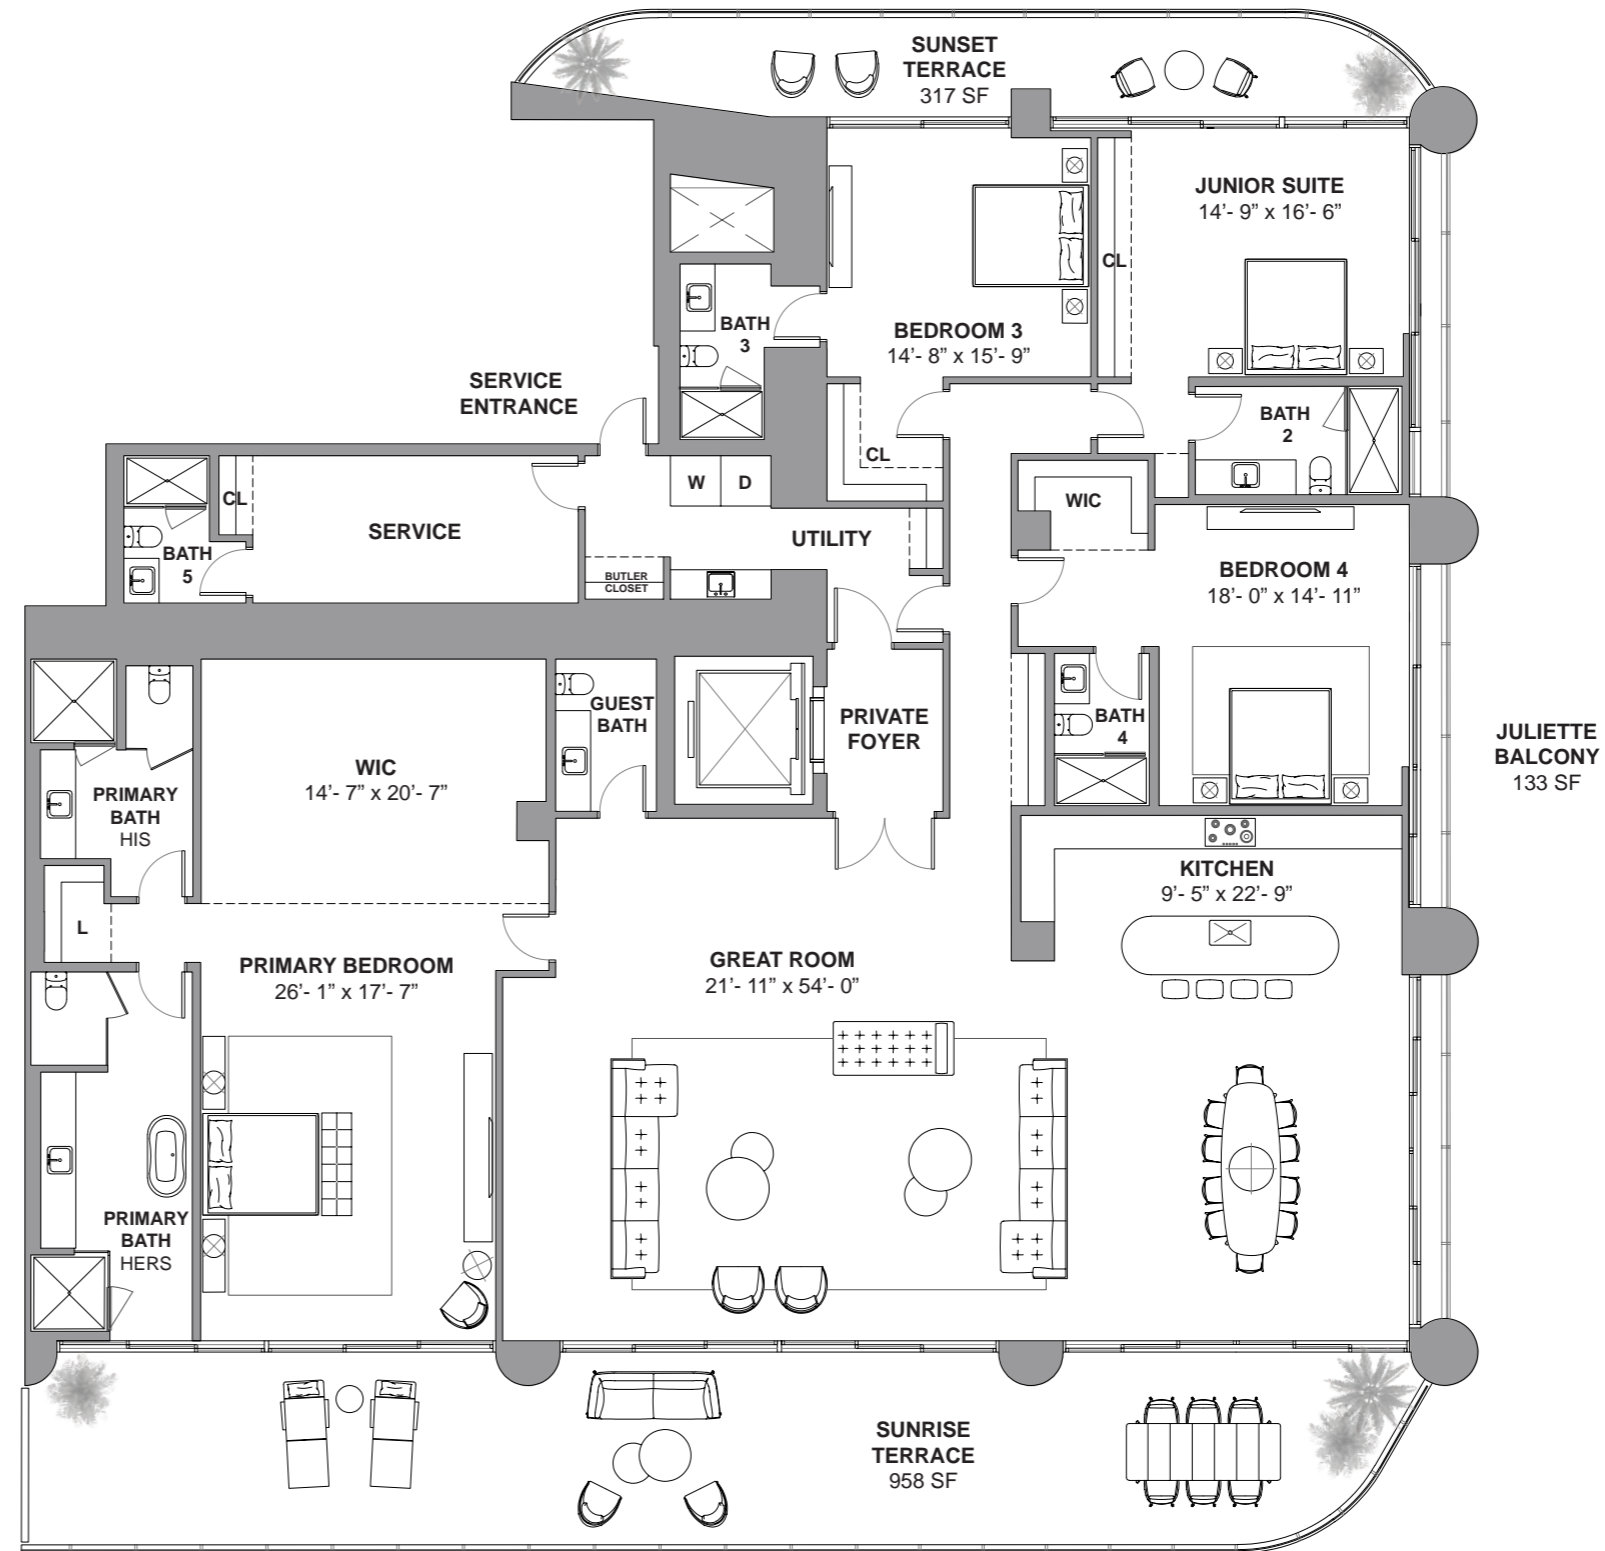 SUNSET
TERRACE
317 SF
JUNIOR SUITE
14’- 9” x 16’- 6”
CL
BEDROOM 3
14’- 8” x 15’- 9”
BATH
3
SERVICE
ENTRANCE
BATH
2
CL
W D
CL
WIC
SERVICE
UTILITY
BATH
5
BUTLER
CLOSET
BEDROOM 4
18’- 0” x 14’- 11”
GUEST
BATH
PRIVATE
FOYER
BATH
4
JULIETTE
BALCONY
133 SF
WIC
14’- 7” x 20’- 7”
PRIMARY
BATH
HIS
KITCHEN
9’- 5” x 22’- 9”
L
PRIMARY BEDROOM
26’- 1” x 17’- 7”
GREAT ROOM
21’- 11” x 54’- 0”
PRIMARY
BATH
HERS
SUNRISE
TERRACE
958 SF